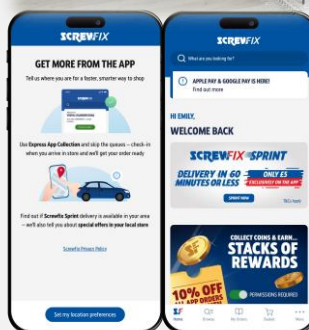 SCREWFIX
GET MORE FROM THE APP
Tell us where you are for a faster, smarter way to shop
Use Express App Collection and skip the queues – check-in
when you arrive in store and we'll get your order ready
Find out if Screwfix Sprint delivery is available in your area
– we'll also tell you about special offers in your local store
Screwfix Privacy Policy
Set my location preferences
SCREWFIX
What are you looking for?
APPLE PAY & GOOGLE PAY IS HERE!
Find out more
HI EMILY,
WELCOME BACK
SCREWFIX SPRINT
DELIVERY IN 60
MINUTES OR LESS
ONLY £5
EXCLUSIVELY ON THE APP
SPRINT NOW
T&Cs Apply
COLLECT COINS & EARN...
STACKS OF
REWARDS
10% OFF
APP ORDERS
PERMISSIONS REQUIRED
Home
Browse